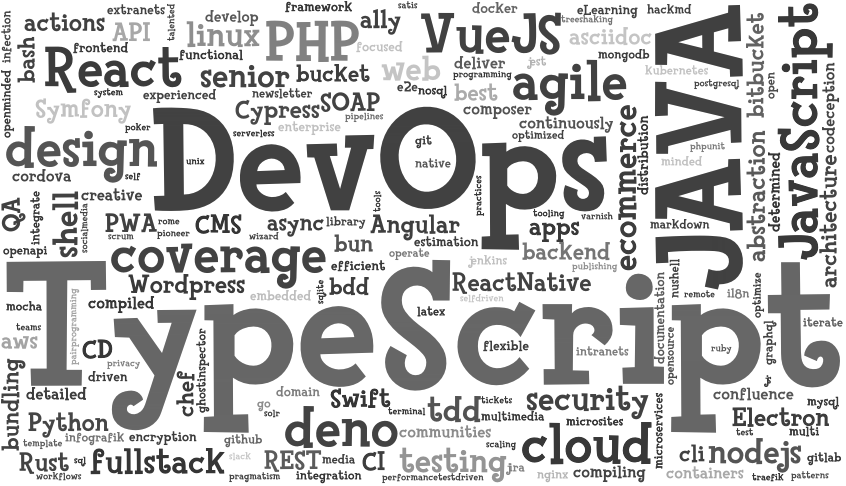 extranets
talented
framework
satis
docker
eLearning
hacKmd
actions
API
develop
linux
PHP
ally
VueJS
treeshaKing
asciidoc
openminded
infection
bash
frontend
functional
focused
mongodb
JAVA
JavaScript
bitbucket
React
senior
bucket
web
deliver
jest
programming
kubernetes
postgresql
open
system
experienced
newsletter
e2e
nosql
best
agile
Symfony
Cypress
SOAP
pipelines
composer
continuously
optimized
poker
DevOps
serverless
enterprise
git
native
unix
ecommerce
distribution
phpunit
minded
abstraction
determined
architecture
codeception
design
cordova
self
QA
integrate
shell
socialmedia
creative
PWA
rome
scrum
pioneer
CMS
async
library
wizard
tools
Angular
practices
tooling
varnish
apps
markdown
openapi
coverage
bun
estimation
operate
jenkins
backend
publishing
efficient
Wordpress
embedded
sqlite
bdd
ReactNative
selfdriven
latex
documentation
nushell
remote
i18n
optimize
mocha
compiled
TypeScript
teams
aws
pairprogramming
CD
privacy
driven
ghostinspector
flexible
intranets
opensource
ruby
graphql
iterate
bundling
detailed
chef
domain
go
solr
Swift
terminal
tdd
tickets
multimedia
security
microsites
microservices
confluence
js
mysql
Python
template
infografik
encryption
github
deno
communities
scaling
cloud
Electron
test
multi
Rust
sql
workflows
fullstack
slack
pragmatism
REST
media
integration
CI
testing
performance
testdriven
jira
nginx
compiling
cli
nodejs
gitlab
containers
traefik
patterns